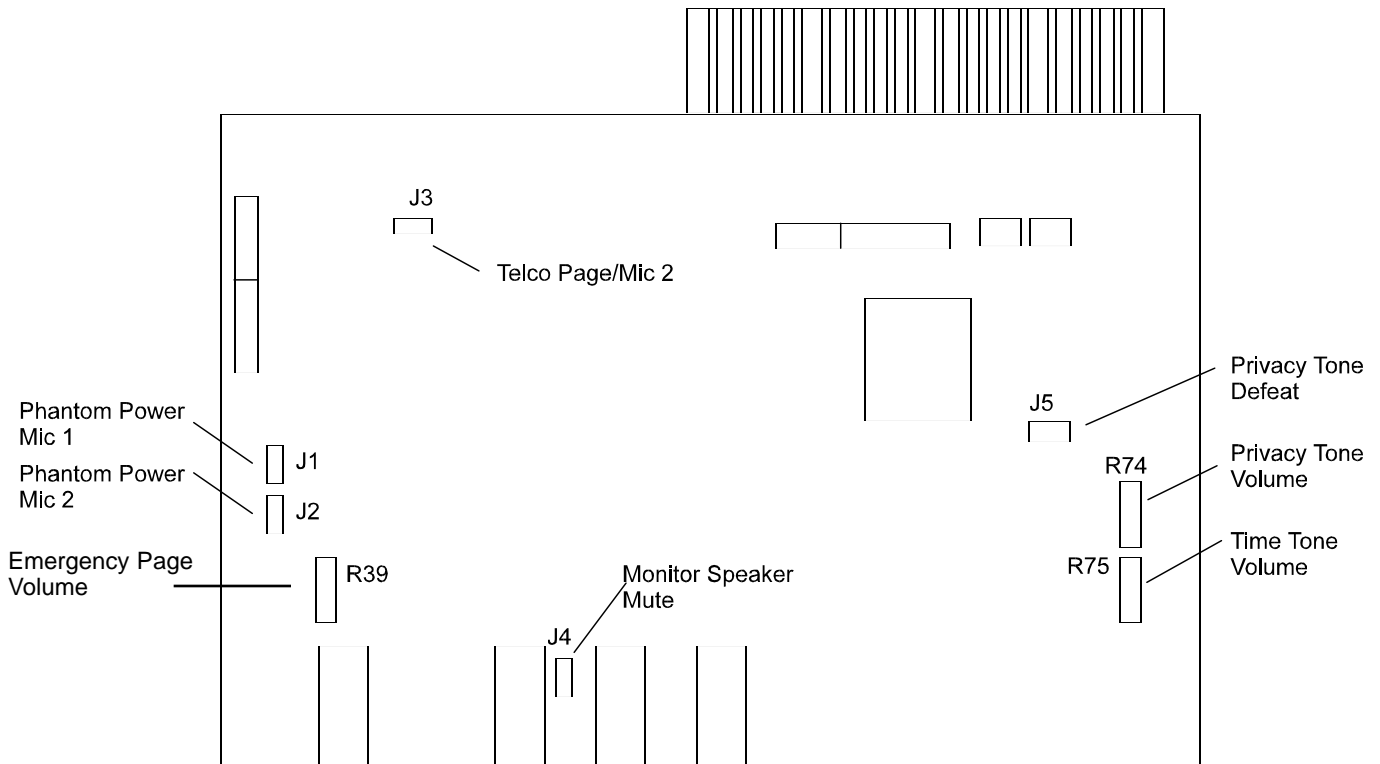 J3
Telco Page/Mic 2
Privacy Tone
Defeat
J5
Phantom Power
Mic 1
J1
Privacy Tone
Volume
R74
Phantom Power
Mic 2
J2
Time Tone
Volume
R75
Emergency Page
Volume
R39
Monitor Speaker
Mute
J4